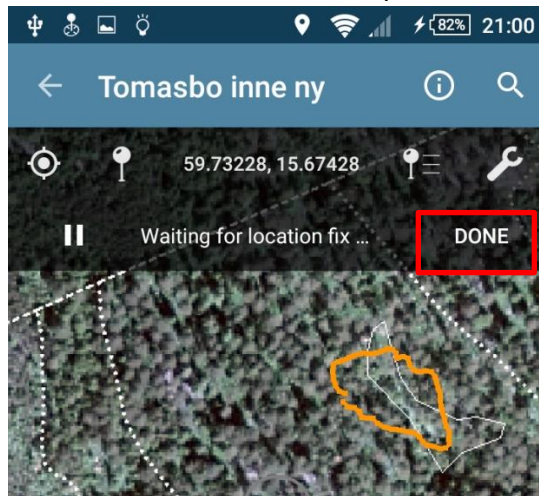 82% 21:00
Tomasbo inne ny
59.73228, 15.67428
Waiting for location fix ... DONE